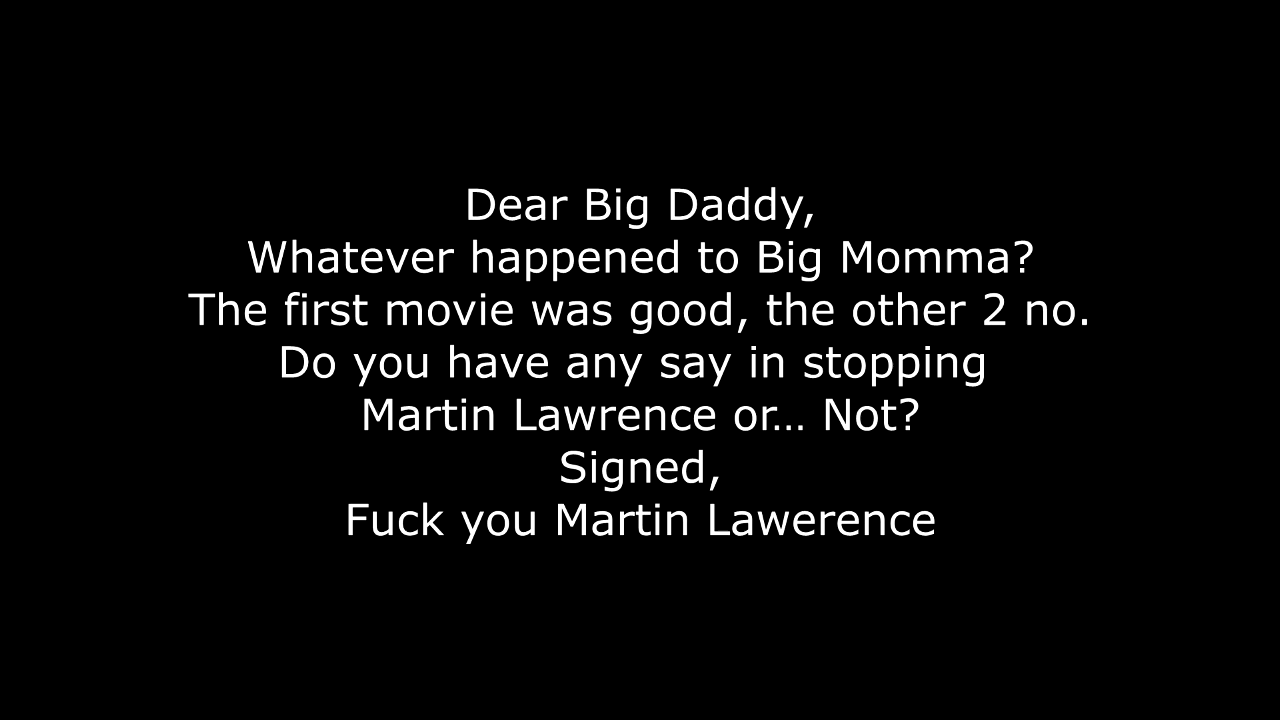 Dear Big Daddy,
Whatever happened to Big Momma?
The first movie was good, the other 2 no.
Do you have any say in stopping
Martin Lawrence or… Not?
Signed,
Fuck you Martin Lawerence